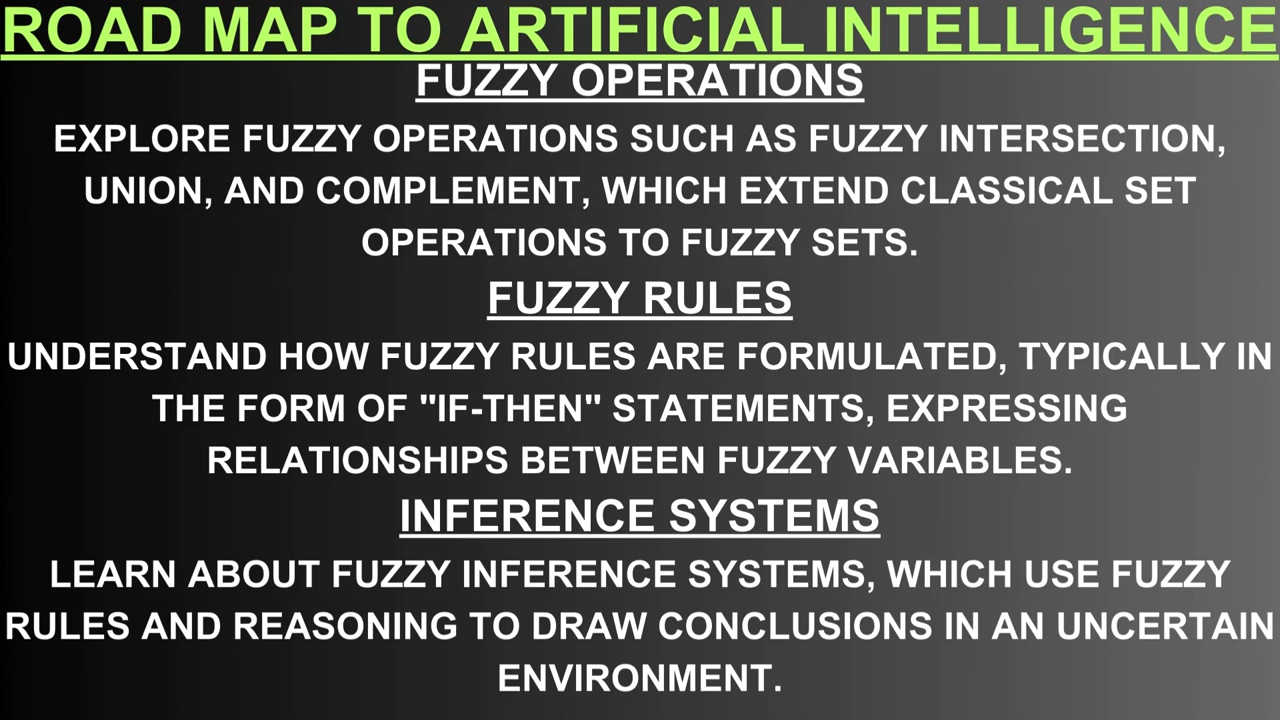 ROAD MAP TO ARTIFICIAL INTELLIGENCE
FUZZY OPERATIONS
EXPLORE FUZZY OPERATIONS SUCH AS FUZZY INTERSECTION,
UNION, AND COMPLEMENT, WHICH EXTEND CLASSICAL SET
OPERATIONS TO FUZZY SETS.
FUZZY RULES
UNDERSTAND HOW FUZZY RULES ARE FORMULATED, TYPICALLY IN
THE FORM OF "IF-THEN" STATEMENTS, EXPRESSING
RELATIONSHIPS BETWEEN FUZZY VARIABLES.
INFERENCE SYSTEMS
LEARN ABOUT FUZZY INFERENCE SYSTEMS, WHICH USE FUZZY
RULES AND REASONING TO DRAW CONCLUSIONS IN AN UNCERTAIN
ENVIRONMENT.